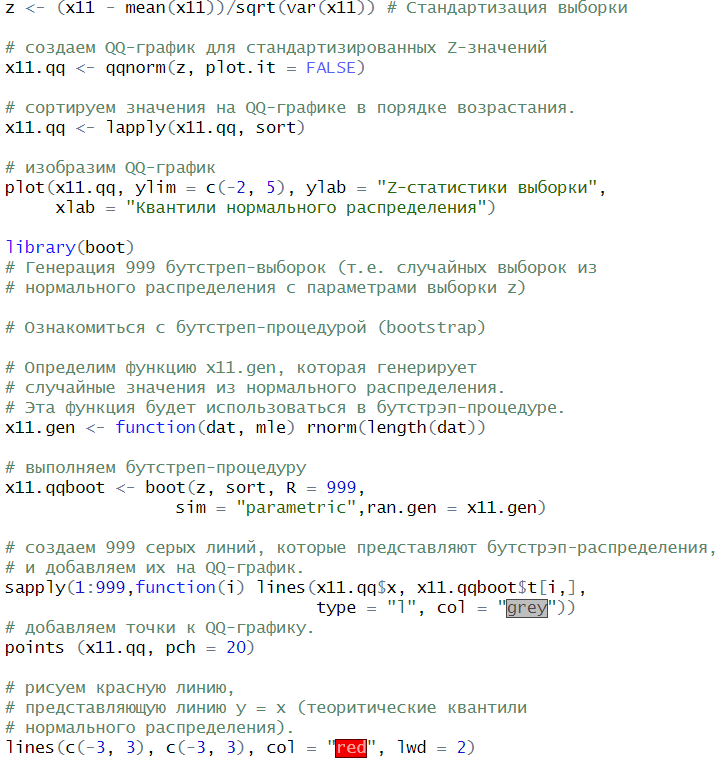 z <- (x11 - mean(x11))/sqrt(var(x11)) # Стандартизация выборки
# создаем QQ-график для стандартизированных Z-значений
x11.qq <- qqnorm(z, plot.it = FALSE)
# сортируем значения на QQ-графике в порядке возрастания.
x11.qq <- lapply(x11.qq, sort)
# изобразим QQ-график
plot(x11.qq, ylim = c(-2, 5), ylab = "Z-статистики выборки",
xlab = "Квантили нормального распределения")
library(boot)
# Генерация 999 бутстреп-выборок (т.е. случайных выборок из
# нормального распределения с параметрами выборки z)
# Ознакомиться с бутстреп-процедурой (bootstrap)
# Определим функцию x11.gen, которая генерирует
# случайные значения из нормального распределения.
# Эта функция будет использоваться в бутстрэп-процедуре.
x11.gen <- function(dat, mle) rnorm(length(dat))
# выполняем бутстреп-процедуру
x11.qqboot <- boot(z, sort, R = 999,
sim = "parametric",ran.gen = x11.gen)
# создаем 999 серых линий, которые представляют бутстрэп-распределения,
# и добавляем их на QQ-график.
sapply(1:999,function(i) lines(x11.qq$x, x11.qqboot$t[i,],
type = "l", col = "grey"))
# добавляем точки к QQ-графику.
points (x11.qq, pch = 20)
# рисуем красную линию,
# представляющую линию y = x (теоритические квантили
# нормального распределения).
lines(c(-3, 3), c(-3, 3), col = "red", lwd = 2)